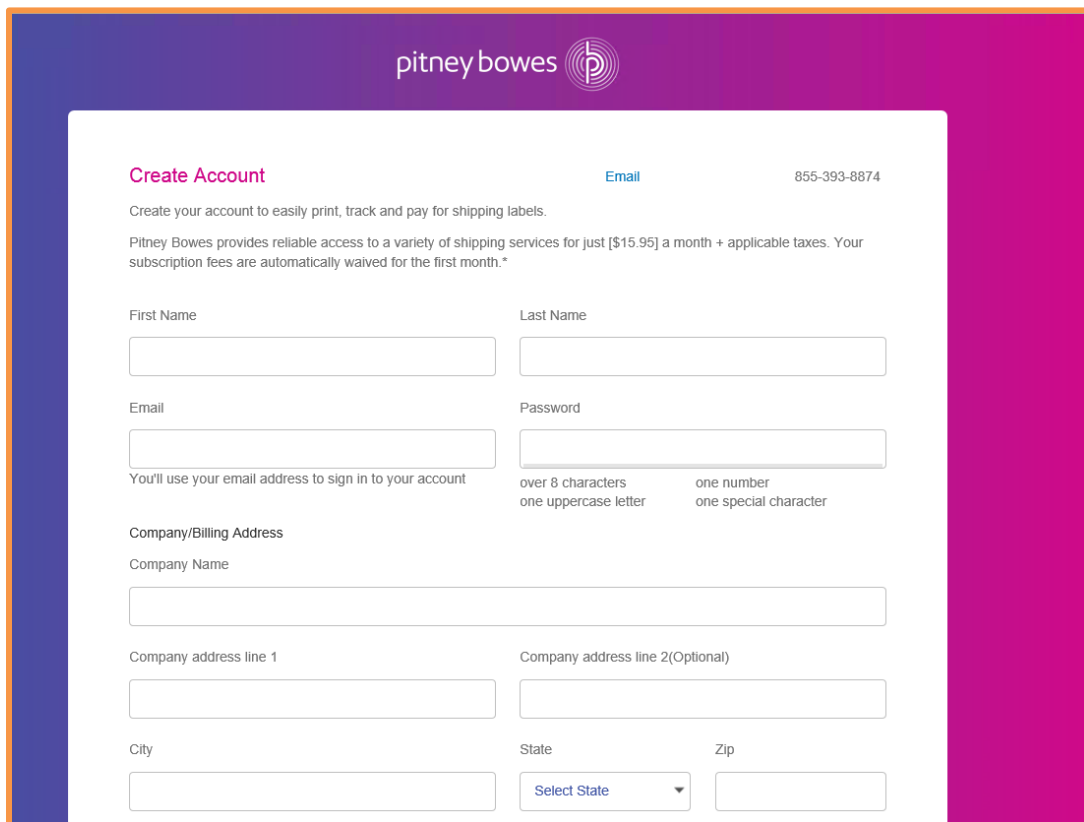 pitney bowes
Create Account
Email
855-393-8874
Create your account to easily print, track and pay for shipping labels.
Pitney Bowes provides reliable access to a variety of shipping services for just [$15.95] a month + applicable taxes. Your
subscription fees are automatically waived for the first month.*
First Name
Last Name
Email
Password
You'll use your email address to sign in to your account
over 8 characters
one number
one uppercase letter
one special character
Company/Billing Address
Company Name
Company address line 1
Company address line 2(Optional)
City
State
Zip
Select State